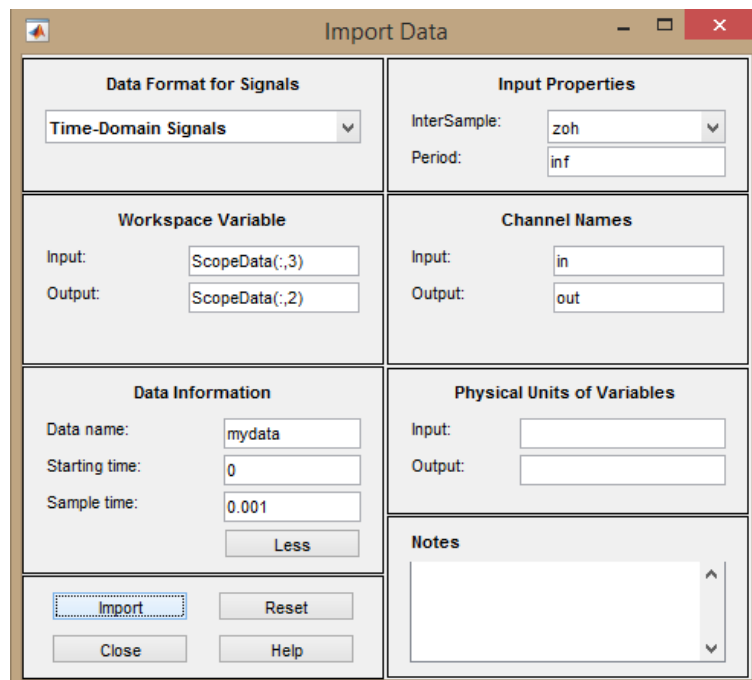 Import Data
Data Format for Signals
Time-Domain Signals
Input Properties
InterSample:
zoh
Period:
inf
Workspace Variable
Input:
ScopeData(:,3)
Output:
ScopeData(:,2)
Channel Names
Input:
in
Output:
out
Data Information
Data name:
mydata
Starting time:
0
Sample time:
0.001
Less
Physical Units of Variables
Input:
Output:
Notes
Import
Reset
Close
Help